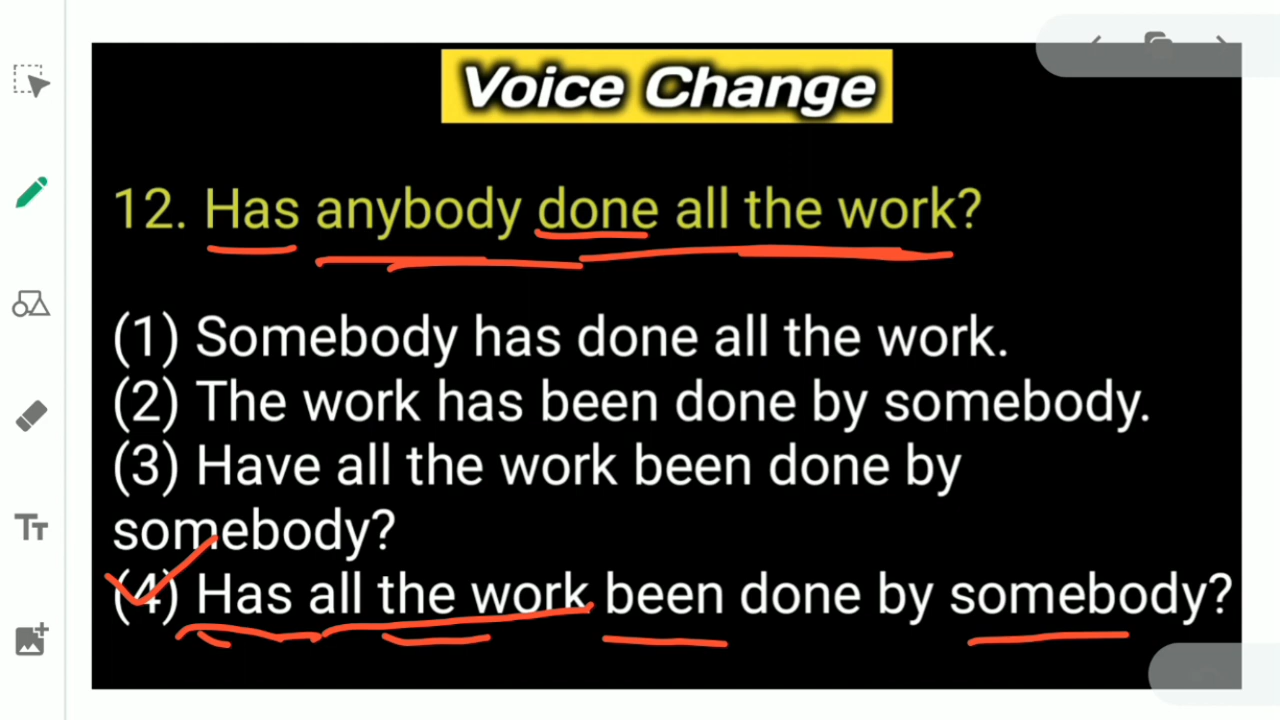 Voice Change
12. Has anybody done all the work?
(1) Somebody has done all the work.
(2) The work has been done by somebody.
(3) Have all the work been done by
somebody?
(4) Has all the work been done by somebody?
TT